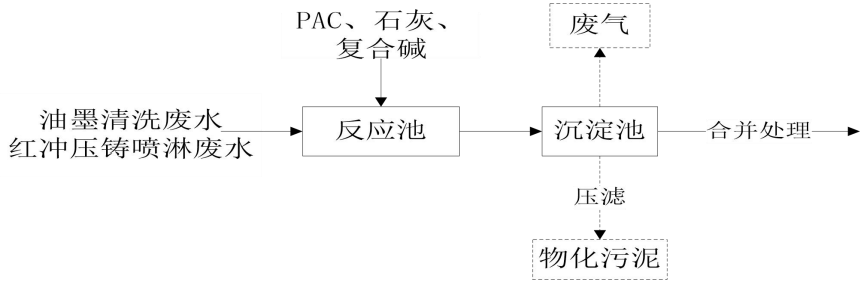 PAC、石灰、
复合碱
废气
油墨清洗废水
红冲压铸喷淋废水
反应池
沉淀池
合并处理
压滤
物化污泥